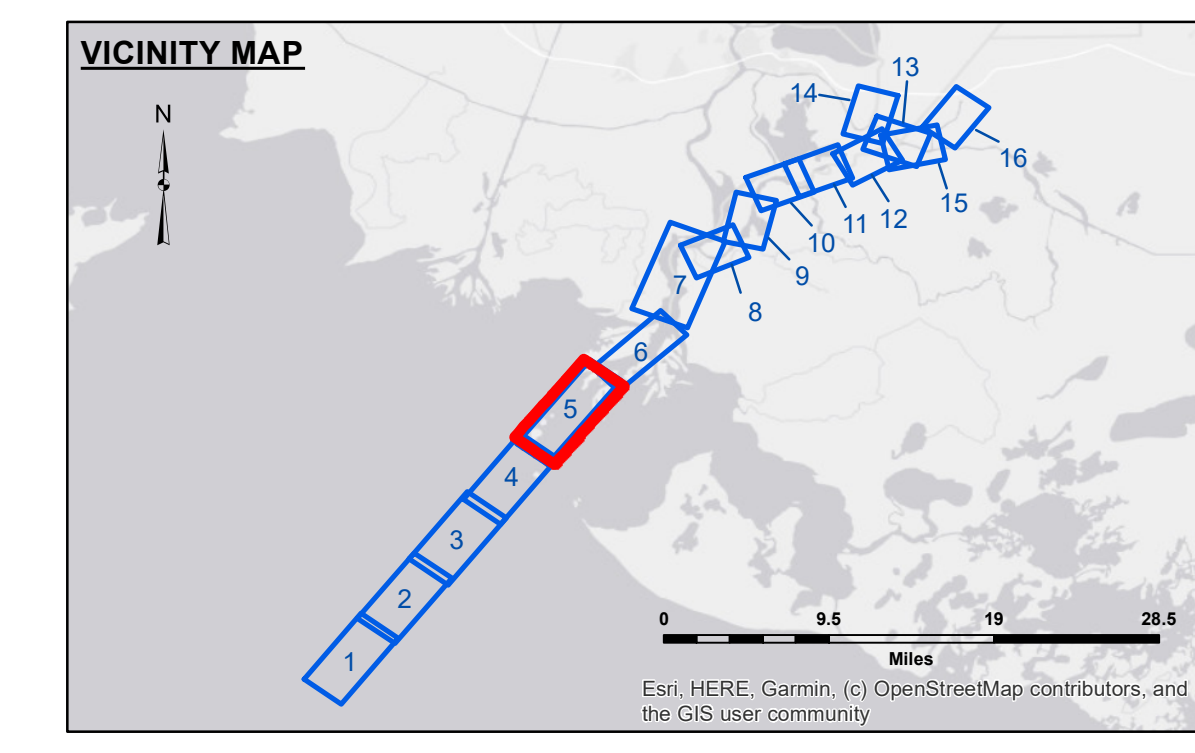 VICINITY MAP
N
13
14
16
15
12
11
10
9
8
7
6
5
4
3
2
1
0 9.5 19 28.5
Miles
Esri, HERE, Garmin, (c) OpenStreetMap contributors, and
the GIS user community